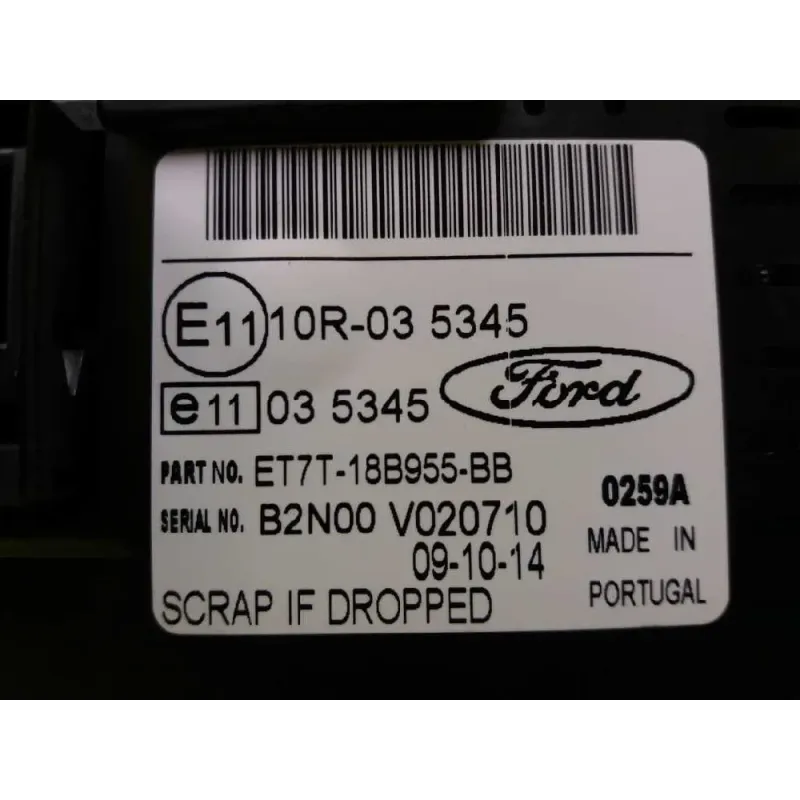 E11 10R-03 5345
e11 03 5345 Ford
PART NO. ET7T-18B955-BB
0259A
SERIAL NO. B2N00 V020710
09-10-14
MADE IN
PORTUGAL
SCRAP IF DROPPED